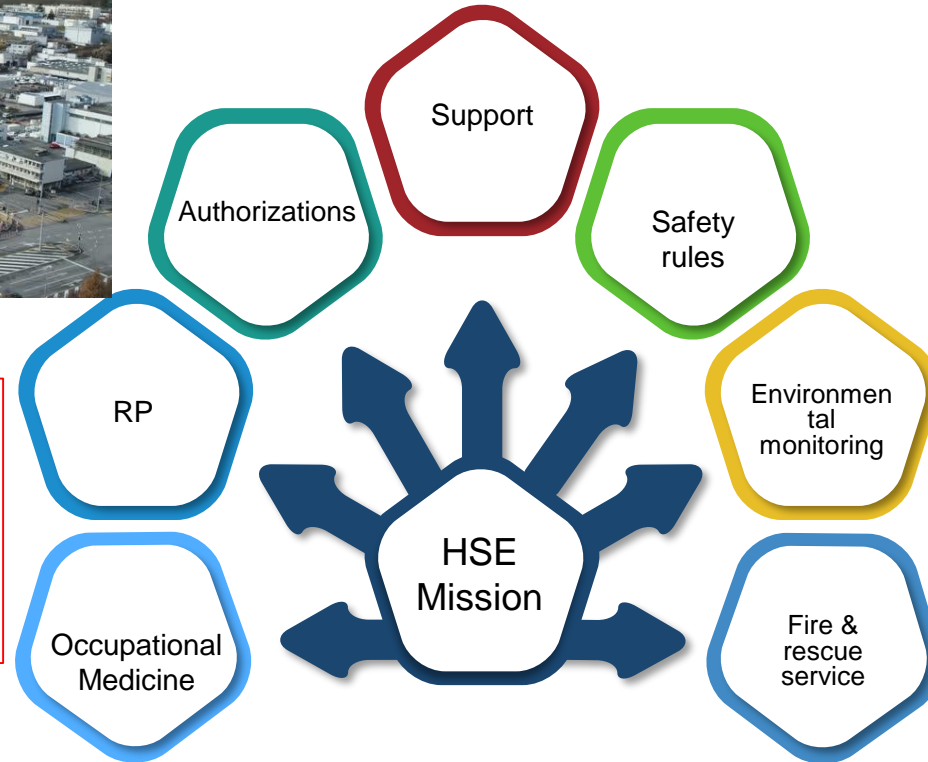 Support
Authorizations
Safety
rules
RP
Environmen
tal
monitoring
HSE
Mission
Occupational
Medicine
Fire &
rescue
service